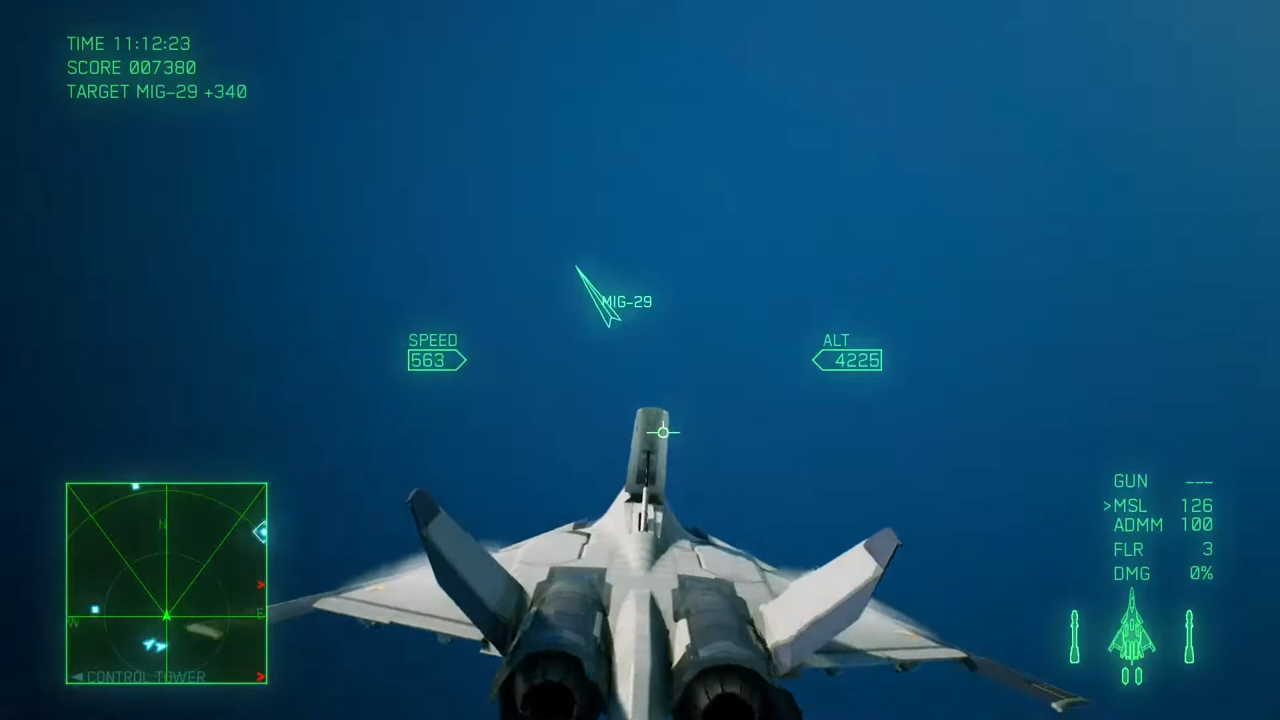 TIME 11:12:23
SCORE 007380
TARGET MIG-29 +340
MIG-29
SPEED
563
ALT
4225
GUN ---
>MSL 126
ADMM 100
FLR 3
DMG 0%
N
W
E
CONTROL TOWER